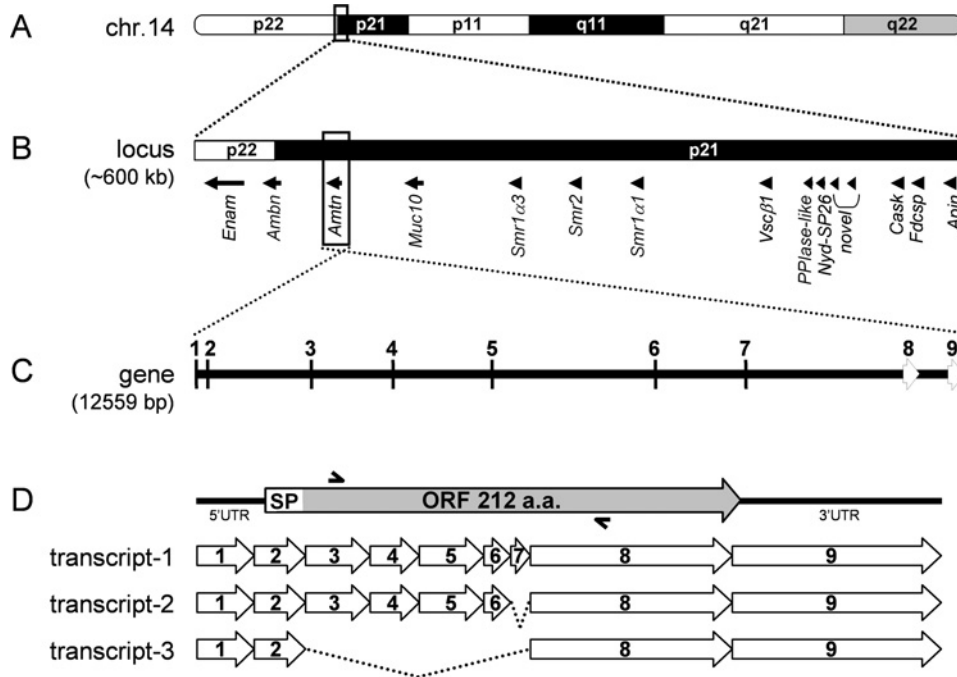 A chr.14 p22 p21 p11 q11 q21 q22
B locus (~600 kb) p22 p21
Enam Ambn Amtn Muc10 Smr1α3 Smr2 Smr1α1 Vscβ1 PPIase-like Nyd-SP26 novel Cask Fdcsp Apin
1 2 3 4 5 6 7 8 9
C gene
(12559 bp)
D SP ORF 212 a.a.
5'UTR 3'UTR
transcript-1 1 2 3 4 5 6 7 8 9
transcript-2 1 2 3 4 5 6 8 9
transcript-3 1 2 8 9